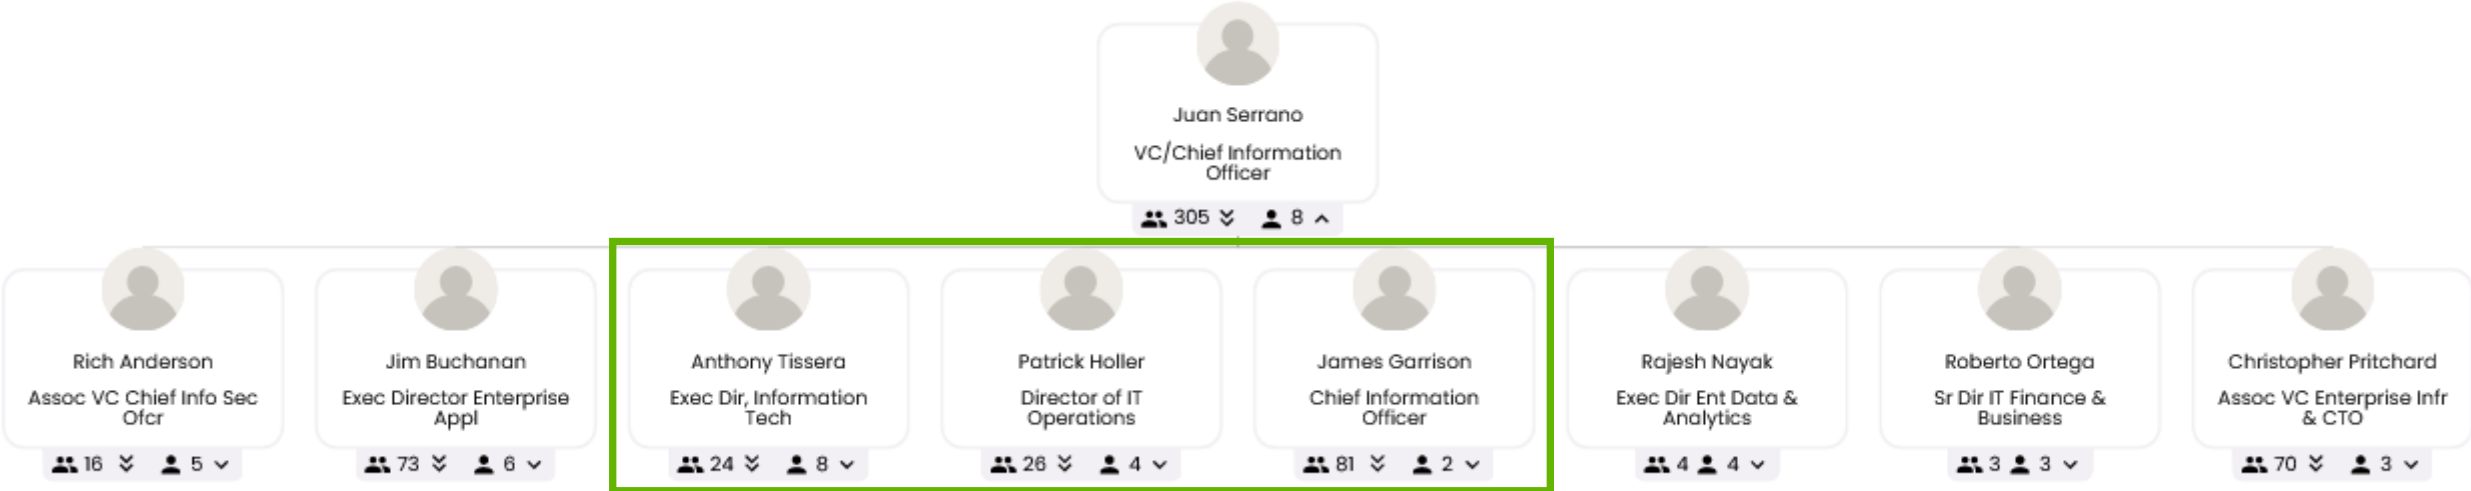 Juan Serrano
VC/Chief Information
Officer
305 8
Rich Anderson
Assoc VC Chief Info Sec
Ofcr
16 5
Jim Buchanan
Exec Director Enterprise
Appl
73 6
Anthony Tissera
Exec Dir, Information
Tech
24 8
Patrick Holler
Director of IT
Operations
26 4
James Garrison
Chief Information
Officer
81 2
Rajesh Nayak
Exec Dir Ent Data &
Analytics
4 4
Roberto Ortega
Sr Dir IT Finance &
Business
3 3
Christopher Pritchard
Assoc VC Enterprise Infr
& CTO
70 3